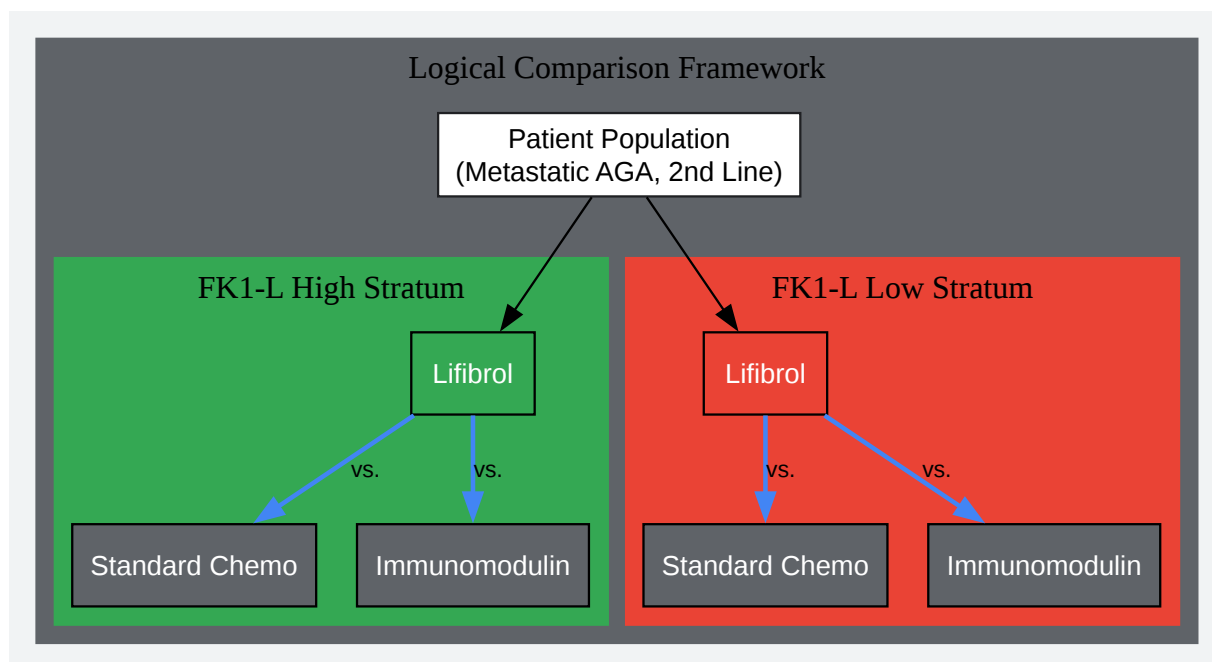 Logical Comparison Framework
Patient Population
(Metastatic AGA, 2nd Line)
FK1-L High Stratum
FK1-L Low Stratum
Lifibrol
Lifibrol
vs.
vs.
vs.
vs.
Standard Chemo
Immunomodulin
Standard Chemo
Immunomodulin